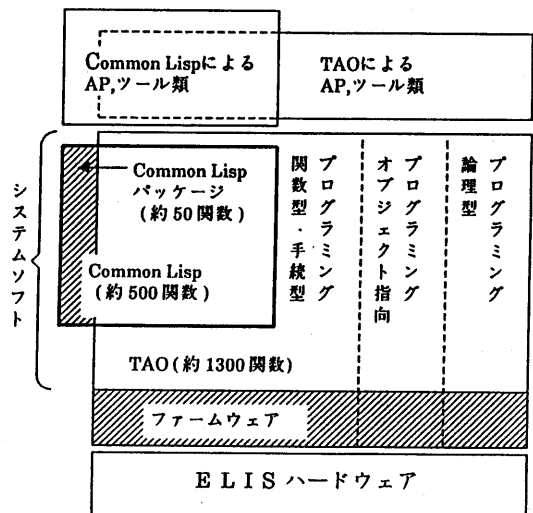 Common Lispによる
AP,ツール類
TAOによる
AP,ツール類
システムソフト
Common Lisp
パッケージ
(約50関数)
Common Lisp
(約500関数)
関数型・手続型
プログラミング
オブジェクト指向
プログラミング
論理型
プログラミング
TAO(約1300関数)
ファームウェア
ELISハードウェア